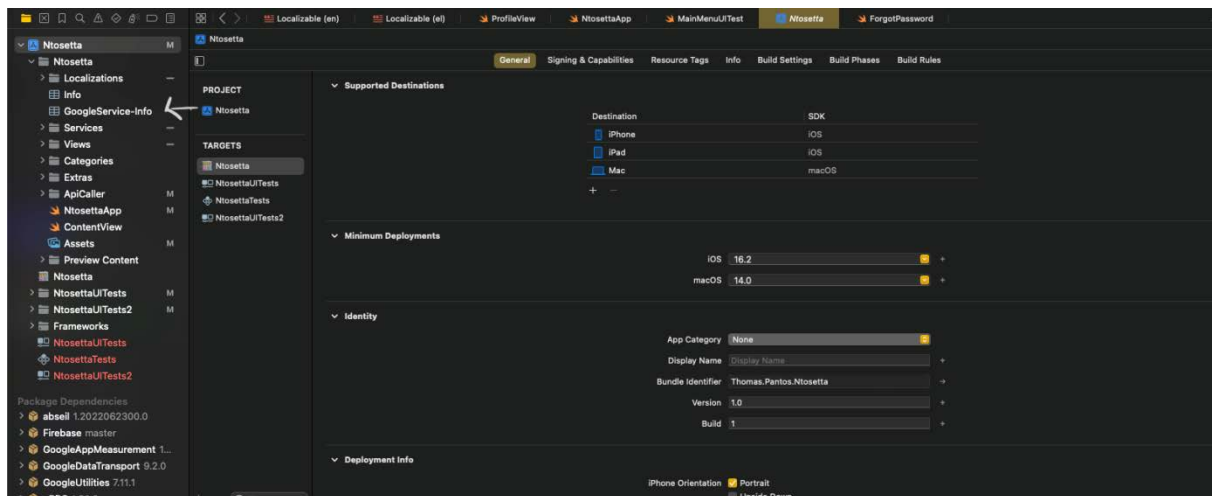 Localizable (en)
Localizable (el)
ProfileView
NtosettaApp
MainMenuUITest
Ntosetta
ForgotPassword
Ntosetta M
Ntosetta
Localizations
Info
GoogleService-Info
Services
Views
Categories
Extras
ApiCaller M
NtosettaApp M
ContentView
Assets M
Preview Content
Ntosetta
NtosettaUITests M
NtosettaUITests2 M
Frameworks
NtosettaUITests
NtosettaTests
NtosettaUITests2
Package Dependencies
abseil 1.2022062300.0
Firebase master
GoogleAppMeasurement 1...
GoogleDataTransport 9.2.0
GoogleUtilities 7.11.1
Ntosetta
General
Signing & Capabilities
Resource Tags
Info
Build Settings
Build Phases
Build Rules
PROJECT
Ntosetta
TARGETS
Ntosetta
NtosettaUITests
NtosettaTests
NtosettaUITests2
Supported Destinations
Destination SDK
iPhone iOS
iPad iOS
Mac macOS
Minimum Deployments
iOS 16.2
macOS 14.0
Identity
App Category None
Display Name Display Name
Bundle Identifier Thomas.Pantos.Ntosetta
Version 1.0
Build 1
Deployment Info
iPhone Orientation Portrait